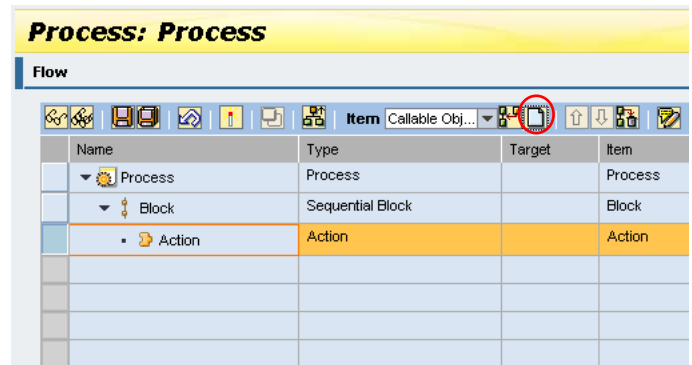 Process: Process
Flow
Item Callable Obj...
Name Type Target Item
Process Process Process
Block Sequential Block Block
Action Action Action